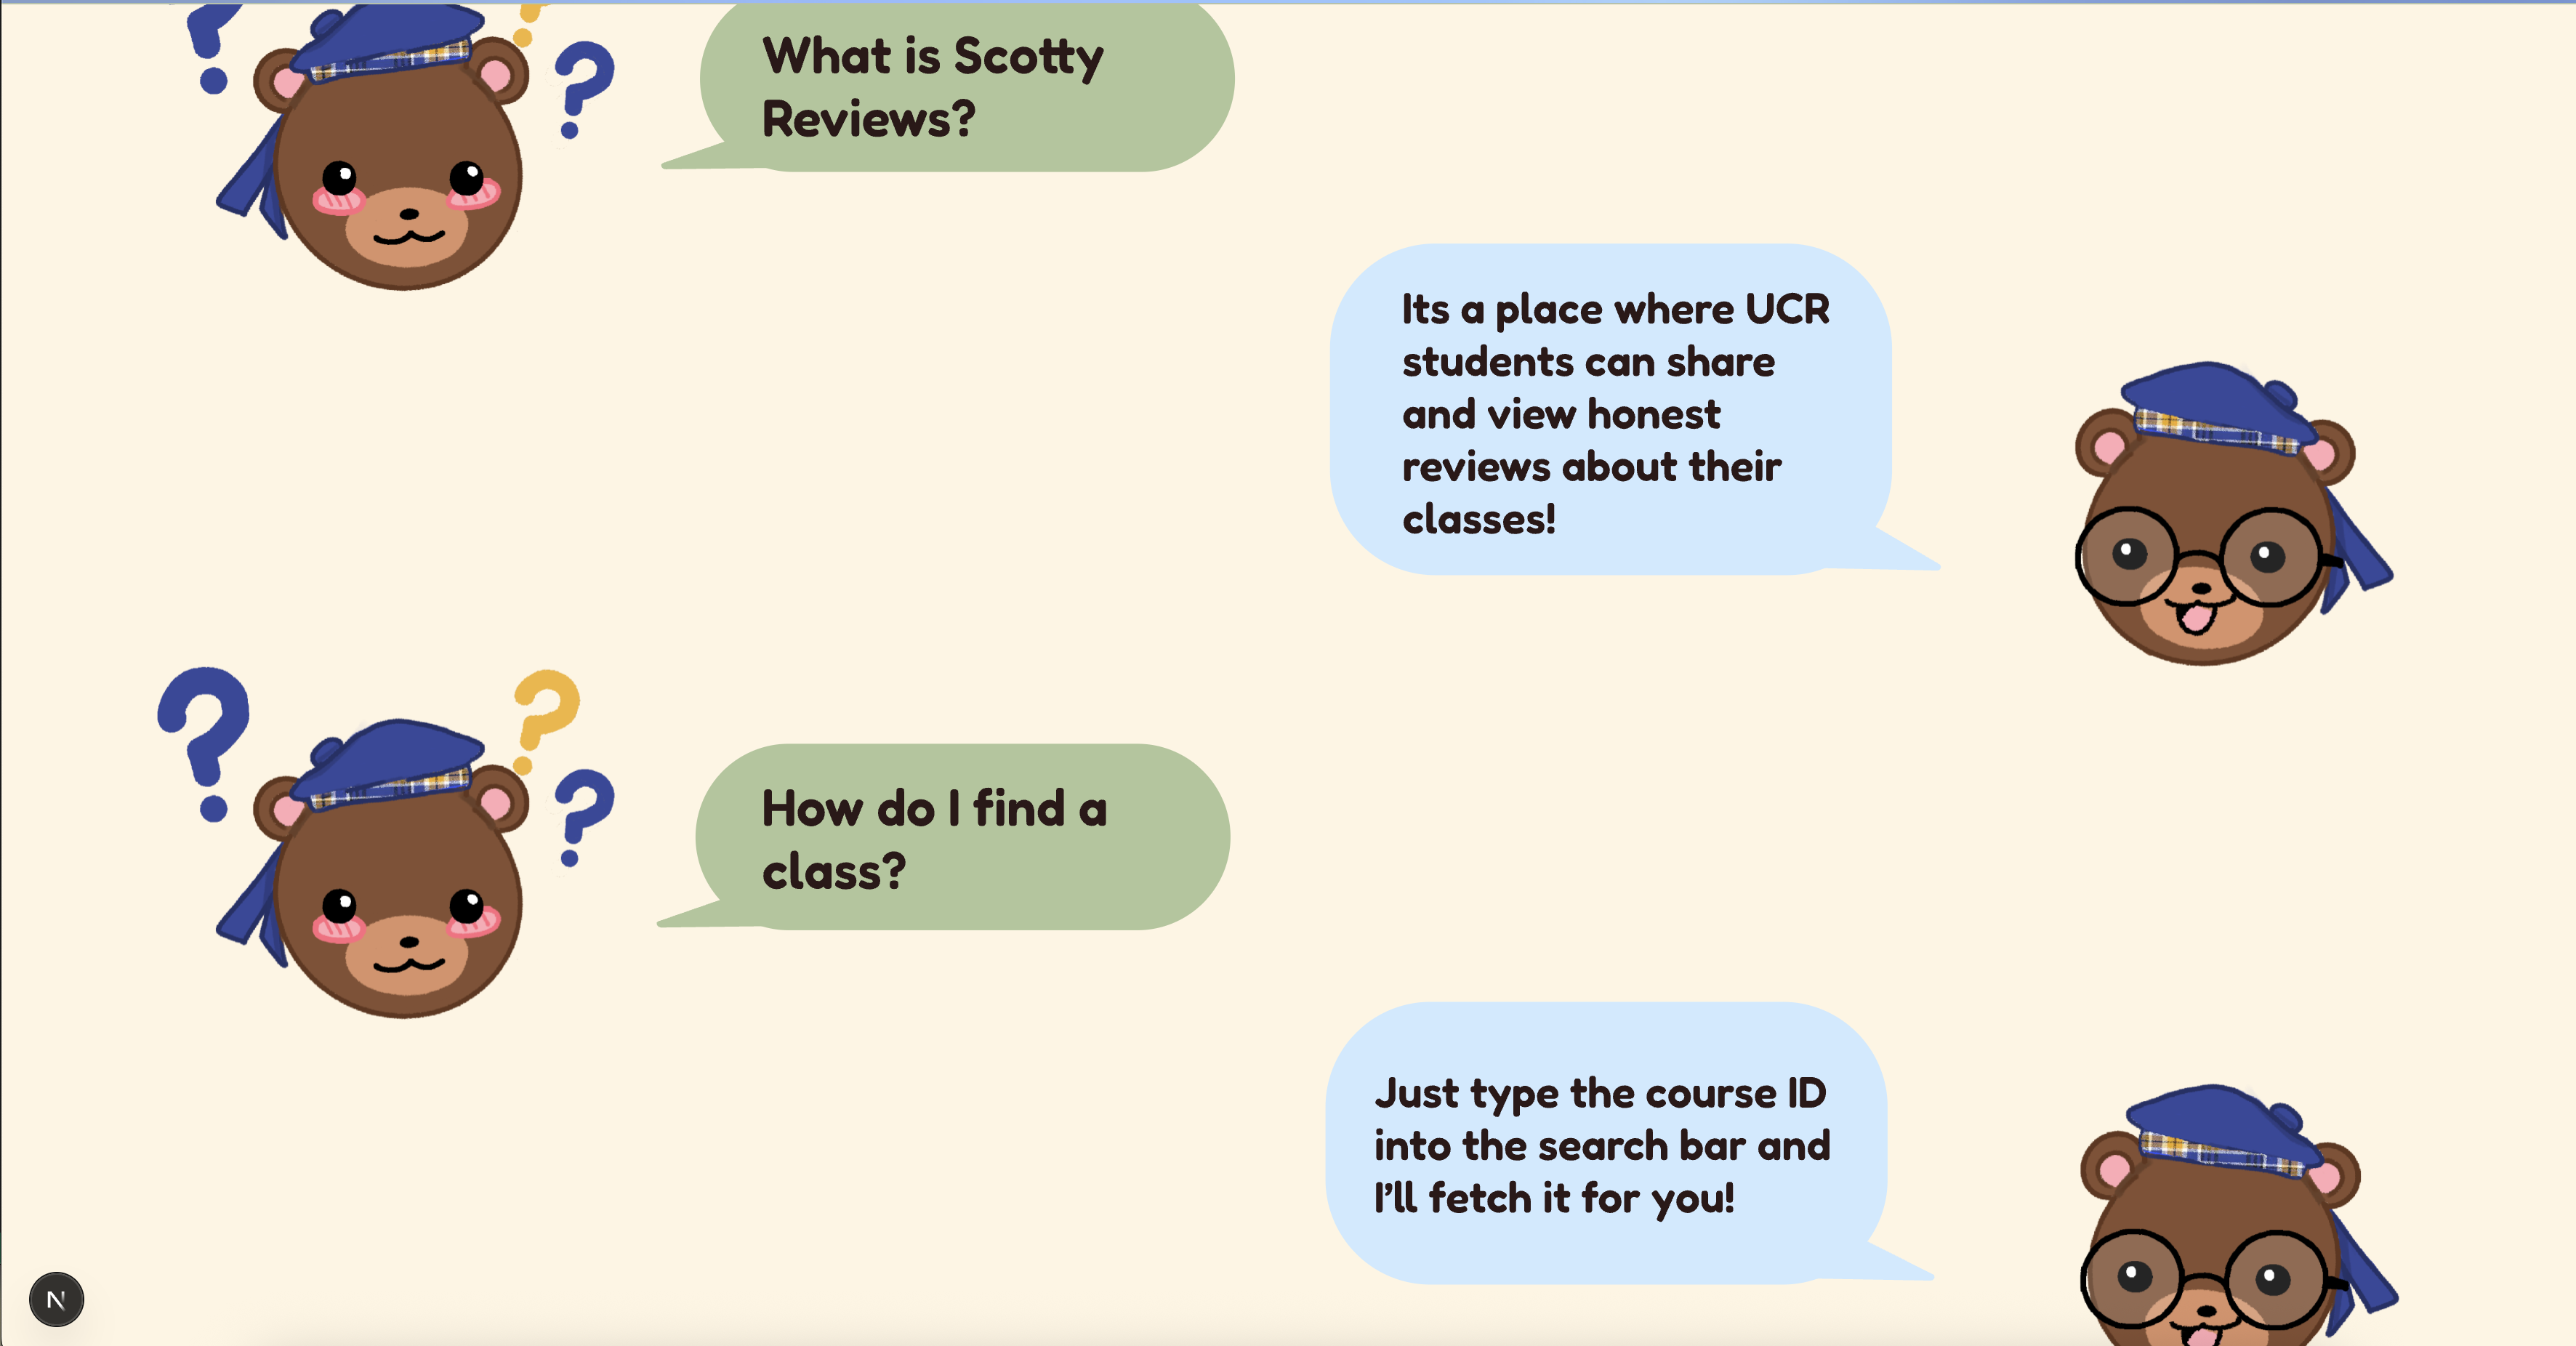 What is Scotty
Reviews?
Its a place where UCR
students can share
and view honest
reviews about their
classes!
? ? ?
How do I find a
class?
Just type the course ID
into the search bar and
I'll fetch it for you!
N